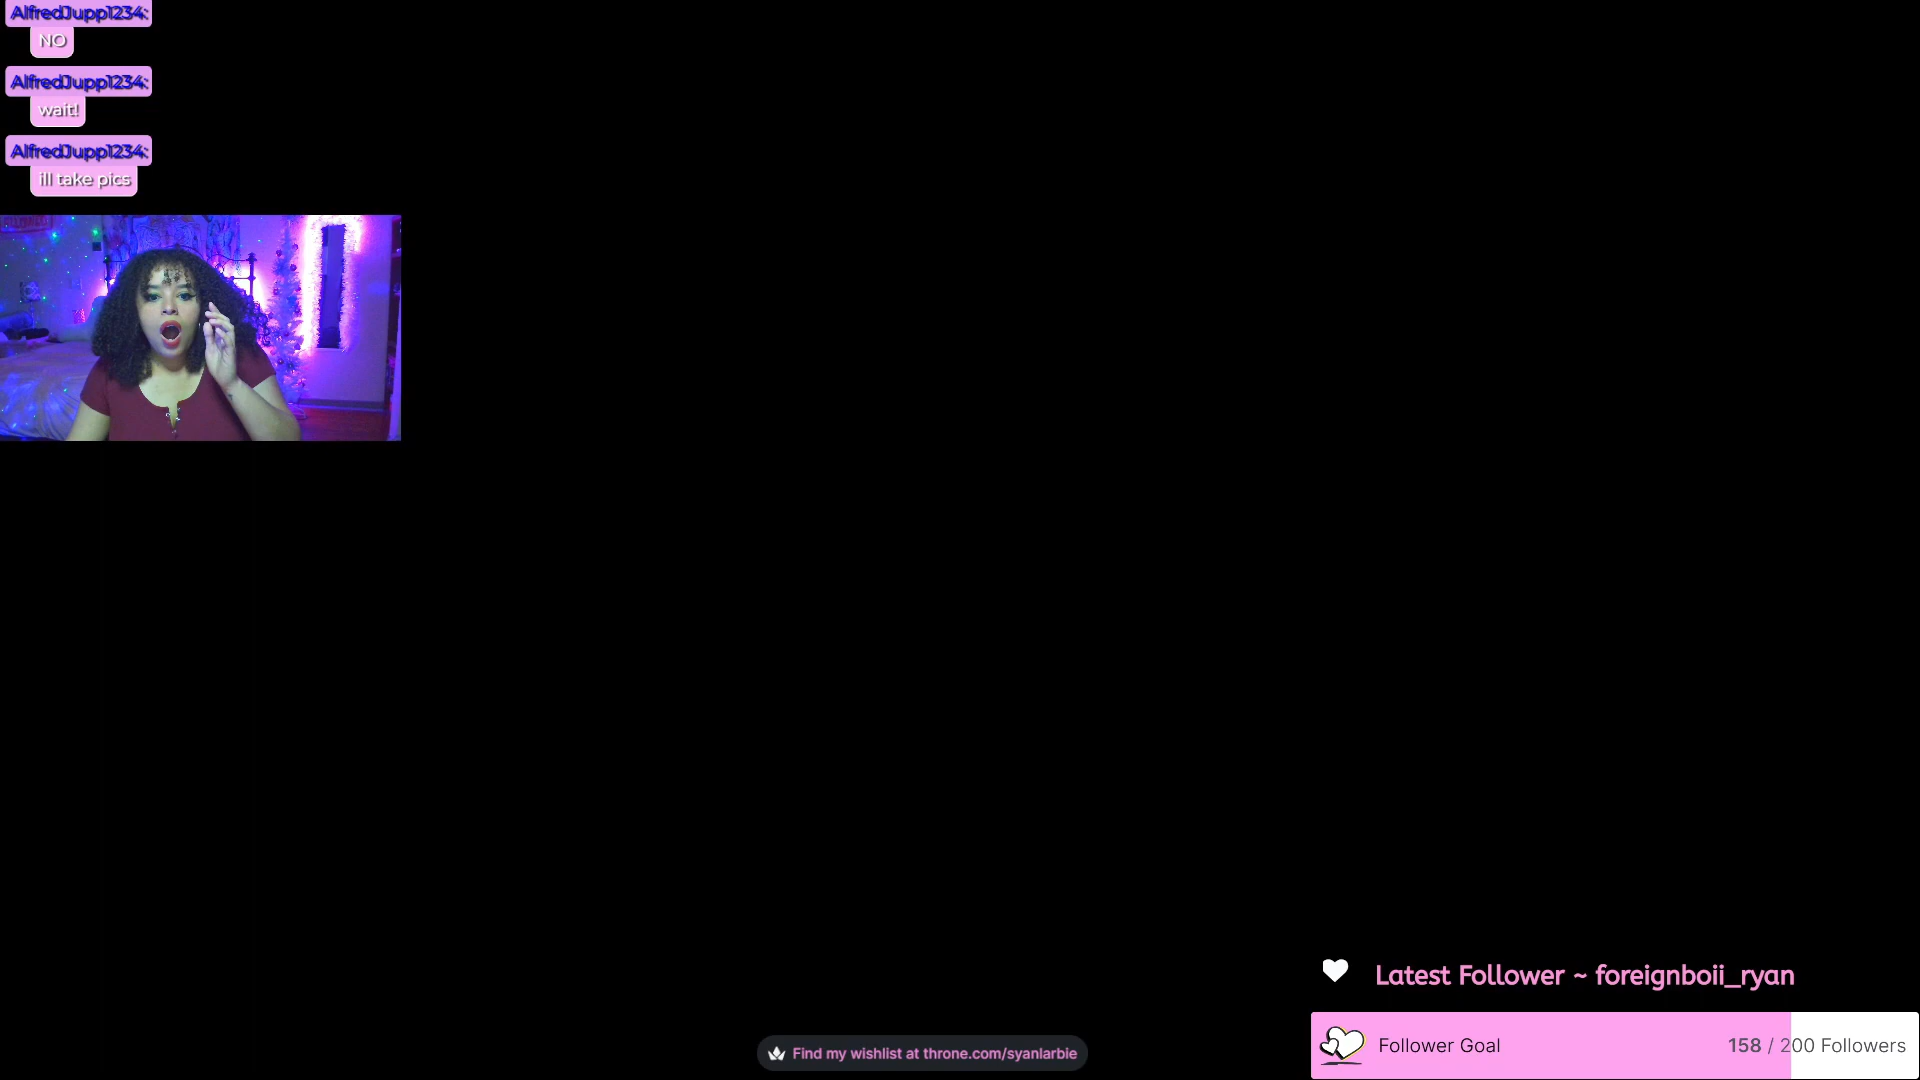 AlfredJupp1234:
NO
AlfredJupp1234:
wait!
AlfredJupp1234:
ill take pics
Latest Follower ~ foreignboii_ryan
Follower Goal
158 / 200 Followers
Find my wishlist at throne.com/syanlarbie